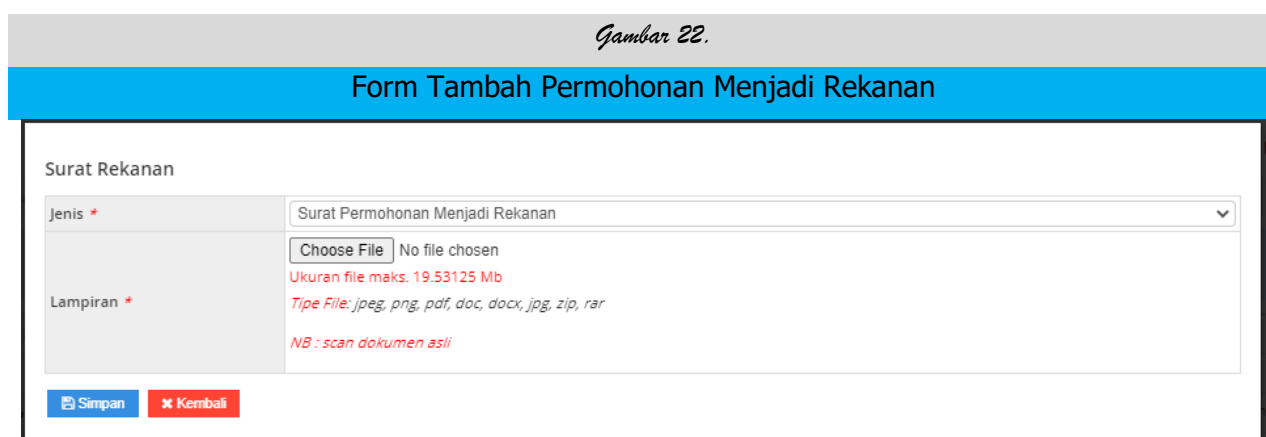 Gambar 22.
Form Tambah Permohonan Menjadi Rekanan
Surat Rekanan
Jenis *
Surat Permohonan Menjadi Rekanan
Lampiran *
Choose File No file chosen
Ukuran file maks. 19.53125 Mb
Tipe File: jpeg, png, pdf, doc, docx, jpg, zip, rar
NB : scan dokumen asli
Simpan
Kembali